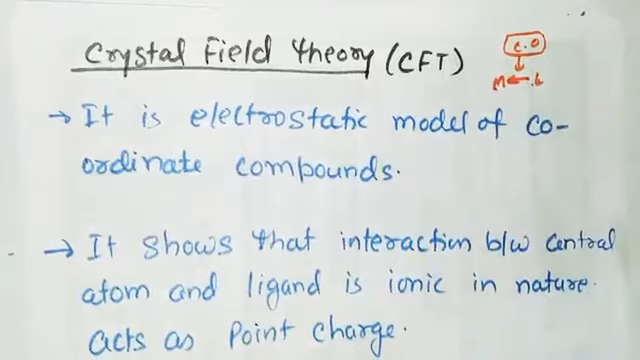 Crystal Field theory (CFT)
C.O
M ← L
→ It is electrostatic model of co-
ordinate compounds.
→ It shows that interaction b/w central
atom and ligand is ionic in nature.
acts as Point charge.